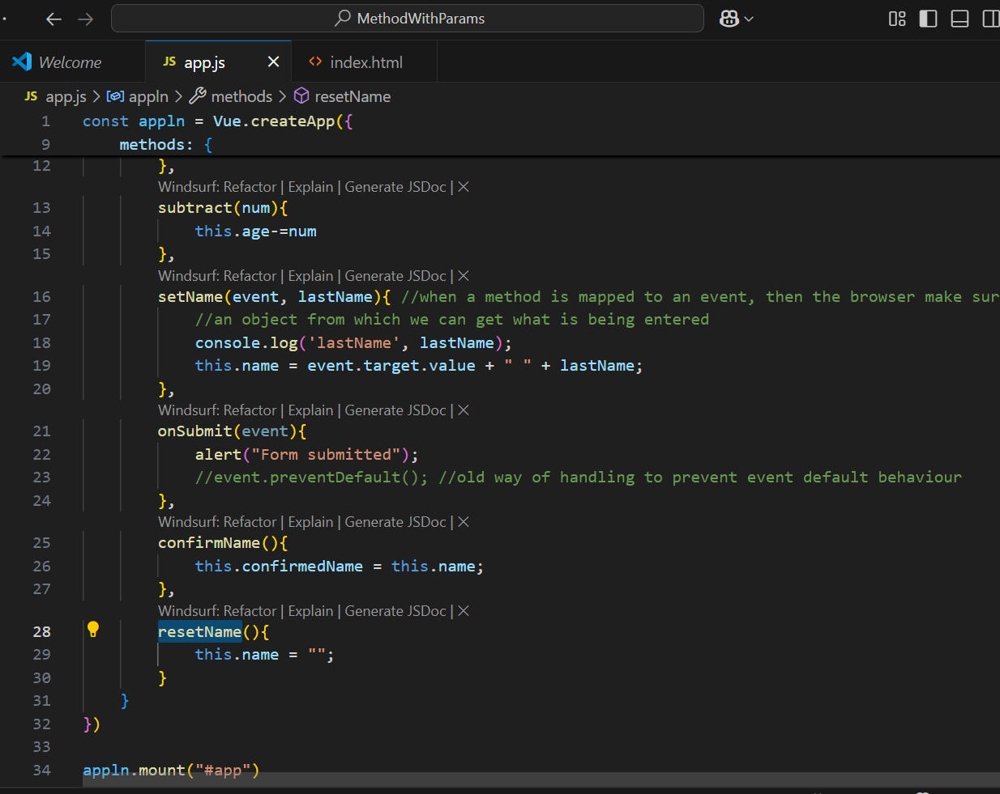 MethodWithParams
Welcome
JS app.js
<> index.html
JS app.js > appln > methods > resetName
1 const appln = Vue.createApp({
9 methods: {
12 },
Windsurf: Refactor | Explain | Generate JSDoc | ×
13 subtract(num){
14 this.age-=num
15 },
Windsurf: Refactor | Explain | Generate JSDoc | ×
16 setName(event, lastName){ //when a method is mapped to an event, then the browser make sur
17 //an object from which we can get what is being entered
18 console.log('lastName', lastName);
19 this.name = event.target.value + " " + lastName;
20 },
Windsurf: Refactor | Explain | Generate JSDoc | ×
21 onSubmit(event){
22 alert("Form submitted");
23 //event.preventDefault(); //old way of handling to prevent event default behaviour
24 },
Windsurf: Refactor | Explain | Generate JSDoc | ×
25 confirmName(){
26 this.confirmedName = this.name;
27 },
Windsurf: Refactor | Explain | Generate JSDoc | ×
28 resetName(){
29 this.name = "";
30 }
31 }
32 })
33
34 appln.mount("#app")